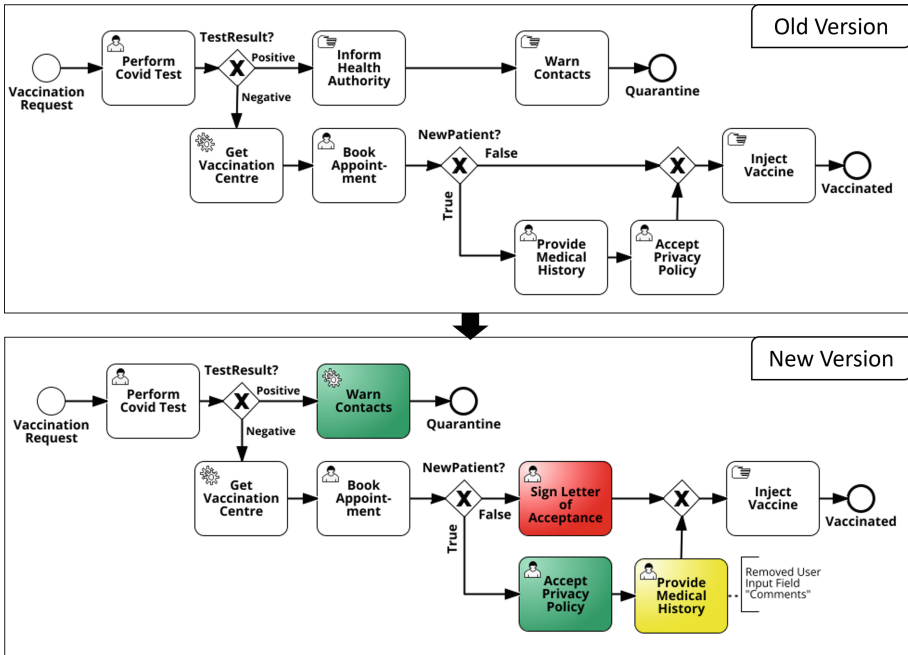 Old Version
TestResult?
Perform
Covid Test
X
Positive
Inform
Health
Authority
Warn
Contacts
Vaccination
Request
Quarantine
Negative
Get
Vaccination
Centre
Book
Appoint-
ment
NewPatient?
X
False
X
Inject
Vaccine
Vaccinated
True
Provide
Medical
History
Accept
Privacy
Policy
New Version
TestResult?
Perform
Covid Test
X
Positive
Warn
Contacts
Vaccination
Request
Quarantine
Negative
Get
Vaccination
Centre
Book
Appoint-
ment
NewPatient?
X
False
Sign Letter
of
Acceptance
X
Inject
Vaccine
Vaccinated
True
Accept
Privacy
Policy
Provide
Medical
History
Removed User
Input Field
"Comments"